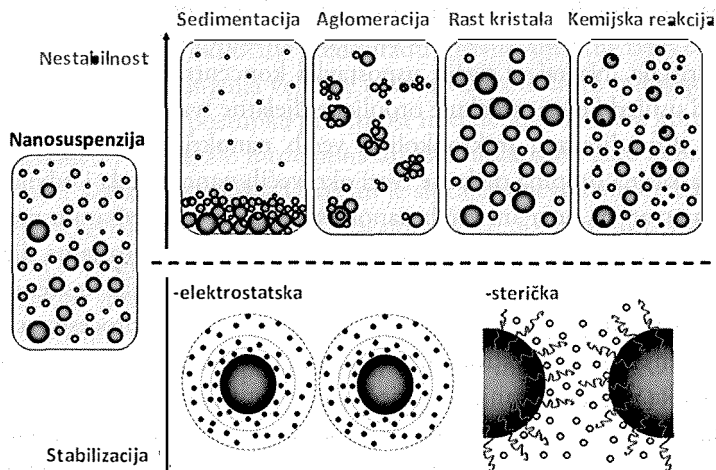 Sedimentacija Aglomeracija Rast kristala Kemijska reakcija
Nestabilnost
Nanosuspenzija
-elektrostatska
-sterička
Stabilizacija